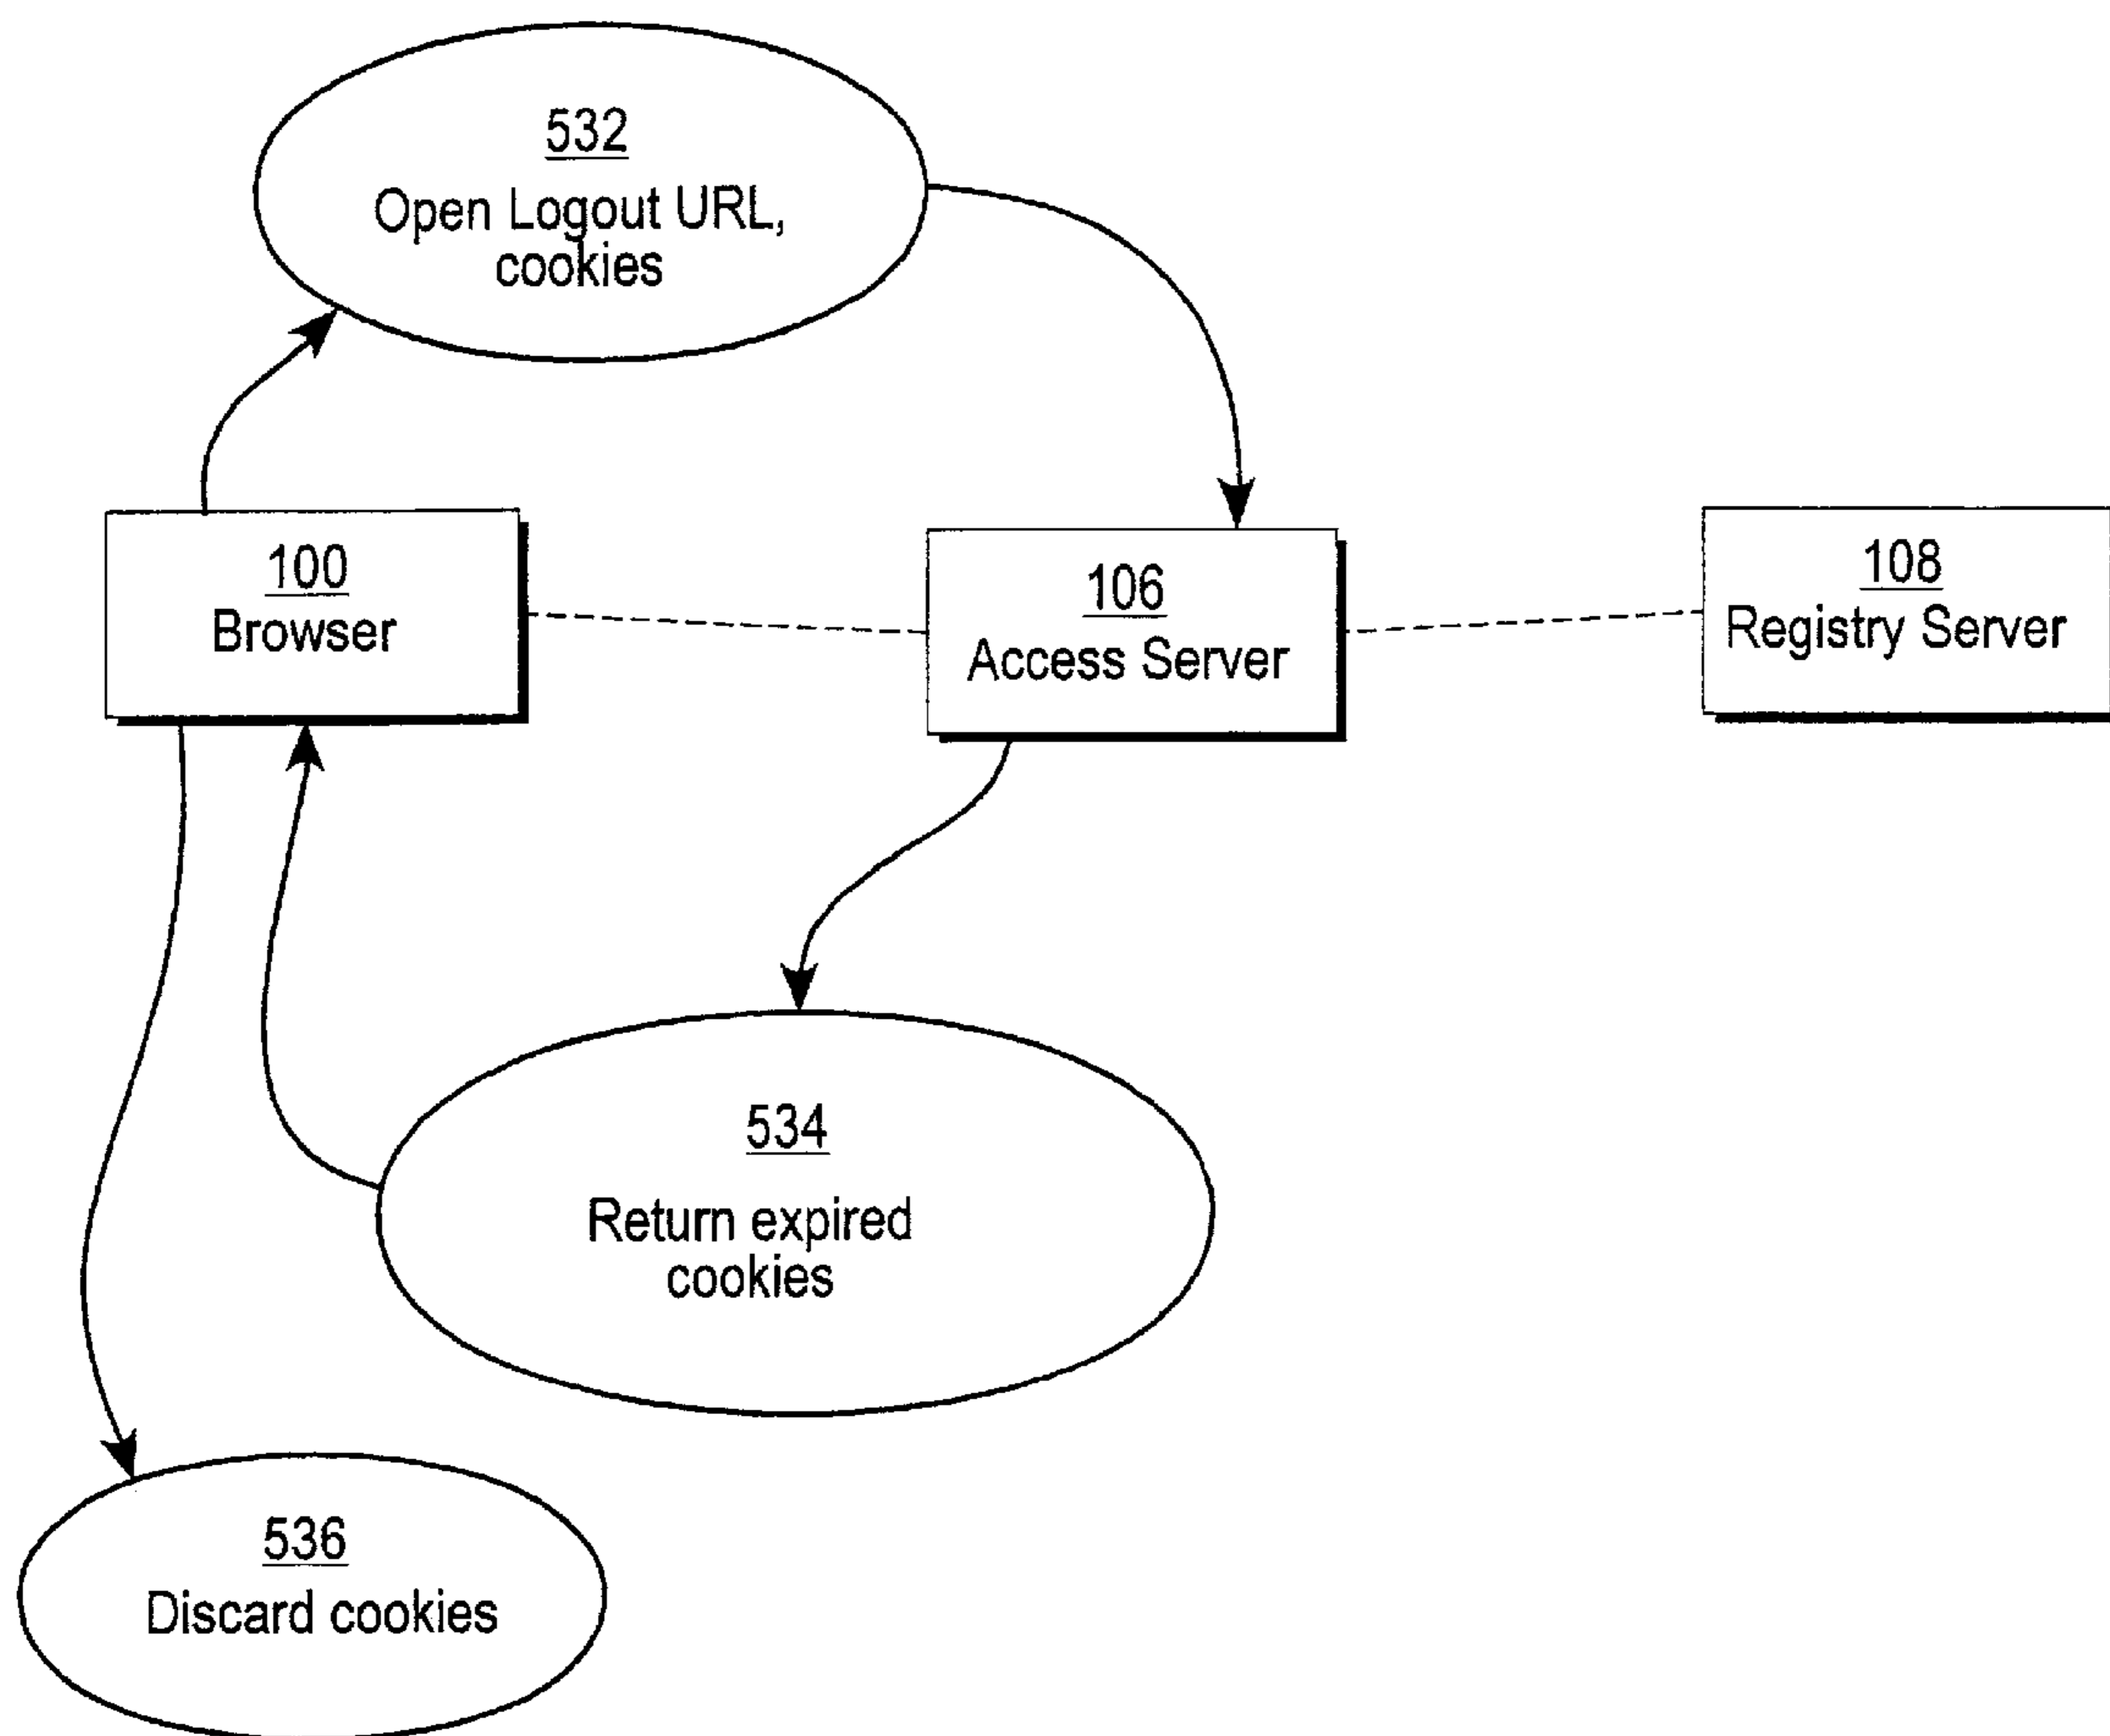 532
Open Logout URL,
cookies
100
Browser
106
Access Server
108
Registry Server
534
Return expired
cookies
536
Discard cookies